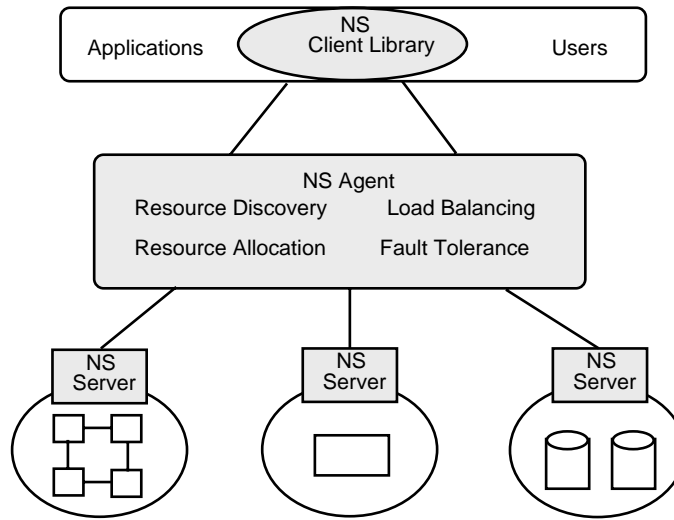 NS
Applications Client Library Users
NS Agent
Resource Discovery Load Balancing
Resource Allocation Fault Tolerance
NS
Server
NS
Server
NS
Server